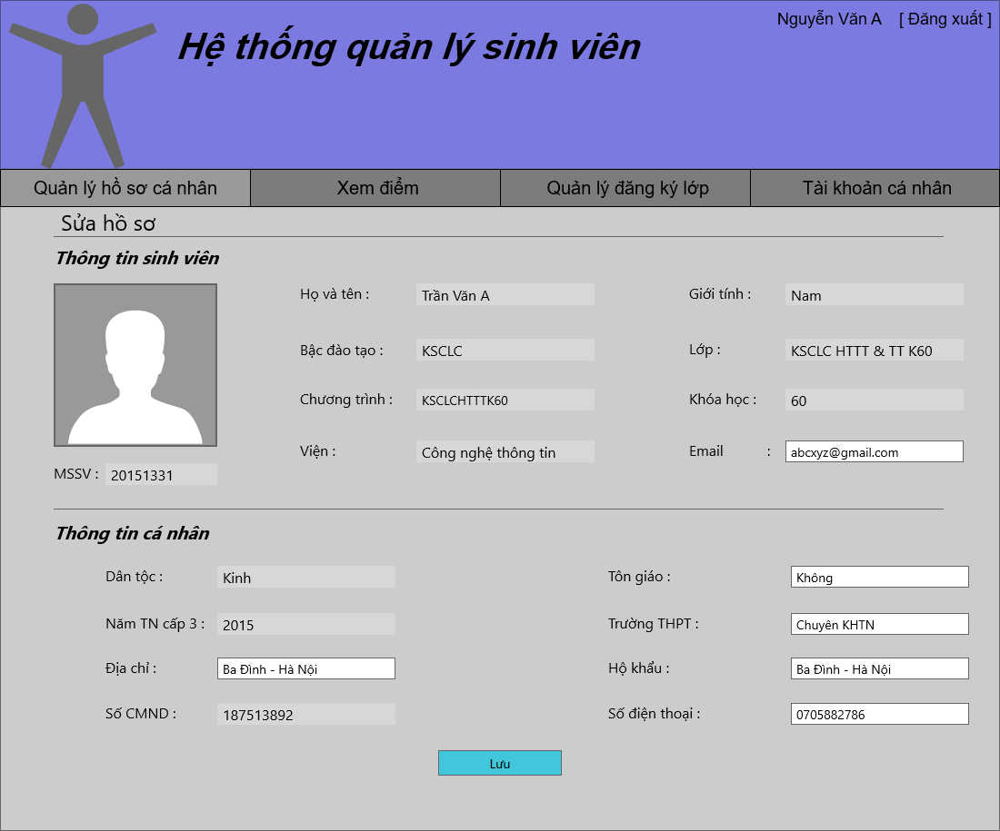 Nguyễn Văn A [ Đăng xuất ]
Hệ thống quản lý sinh viên
Quản lý hồ sơ cá nhân Xem điểm Quản lý đăng ký lớp Tài khoản cá nhân
Sửa hồ sơ
Thông tin sinh viên
Họ và tên : Trần Văn A Giới tính : Nam
Bậc đào tạo : KSCLC Lớp : KSCLC HTTT & TT K60
Chương trình : KSCLCHTTTK60 Khóa học : 60
Viện : Công nghệ thông tin Email : abcxyz@gmail.com
MSSV : 20151331
Thông tin cá nhân
Dân tộc : Kinh Tôn giáo : Không
Năm TN cấp 3 : 2015 Trường THPT : Chuyên KHTN
Địa chỉ : Ba Đình - Hà Nội Hộ khẩu : Ba Đình - Hà Nội
Số CMND : 187513892 Số điện thoại : 0705882786
Lưu